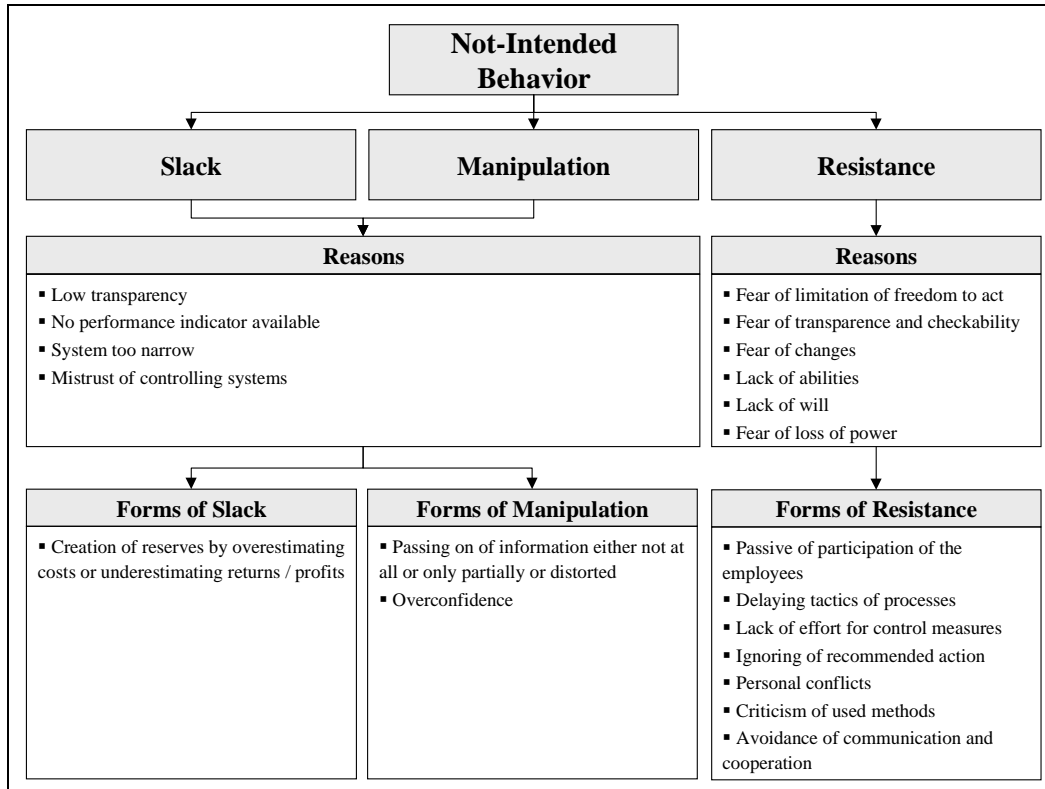 Not-Intended
Behavior
Slack
Manipulation
Resistance
Reasons
▪ Low transparency
▪ No performance indicator available
▪ System too narrow
▪ Mistrust of controlling systems
Reasons
▪ Fear of limitation of freedom to act
▪ Fear of transparence and checkability
▪ Fear of changes
▪ Lack of abilities
▪ Lack of will
▪ Fear of loss of power
Forms of Slack
▪ Creation of reserves by overestimating
costs or underestimating returns / profits
Forms of Manipulation
▪ Passing on of information either not at
all or only partially or distorted
▪ Overconfidence
Forms of Resistance
▪ Passive of participation of the
employees
▪ Delaying tactics of processes
▪ Lack of effort for control measures
▪ Ignoring of recommended action
▪ Personal conflicts
▪ Criticism of used methods
▪ Avoidance of communication and
cooperation